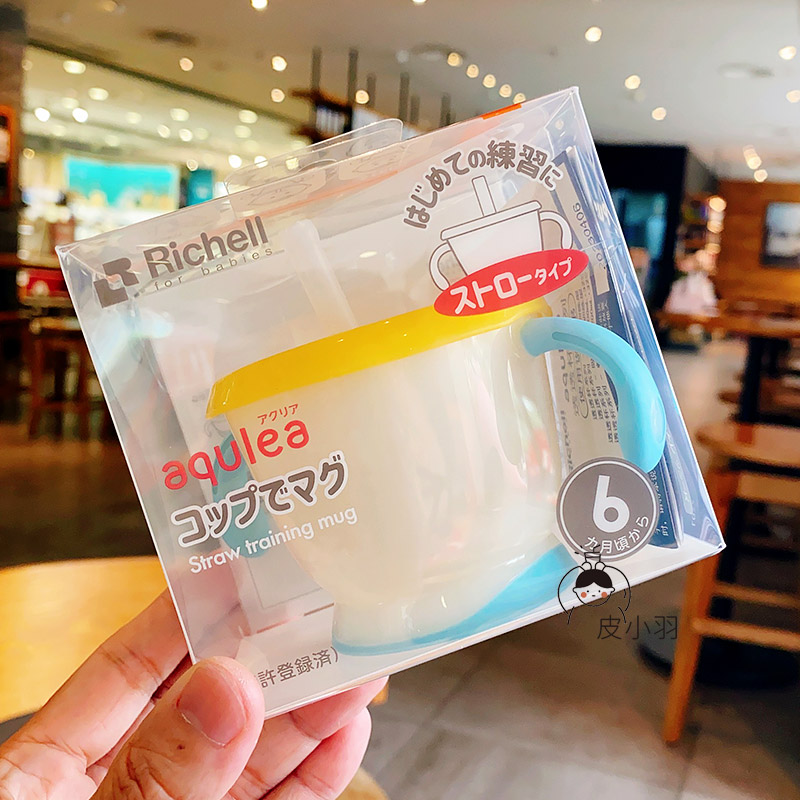 Richell
for babies
はじめての練習に
ストロータイプ
アクリア
aqulea
コップでマグ
Straw training mug
6
カ月頃から
許登録済)
皮小羽